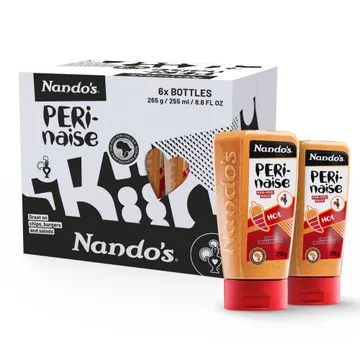 Nando's.
6x BOTTLES
265 g / 255 ml / 8.6 FL OZ
PERi-
naise
Great on
chips, burgers
and salads
Nando's.
Nando's.
PERi-
naise
HOT
Nando's.
PERi-
naise
HOT